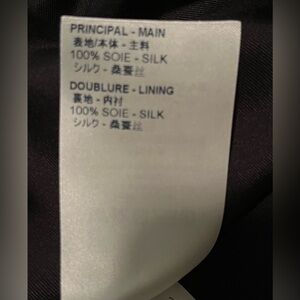 PRINCIPAL - MAIN
表地/本体 - 主料
100% SOIE - SILK
シルク - 桑蚕丝
DOUBLURE - LINING
裏地 - 内衬
100% SOIE - SILK
シルク - 桑蚕丝